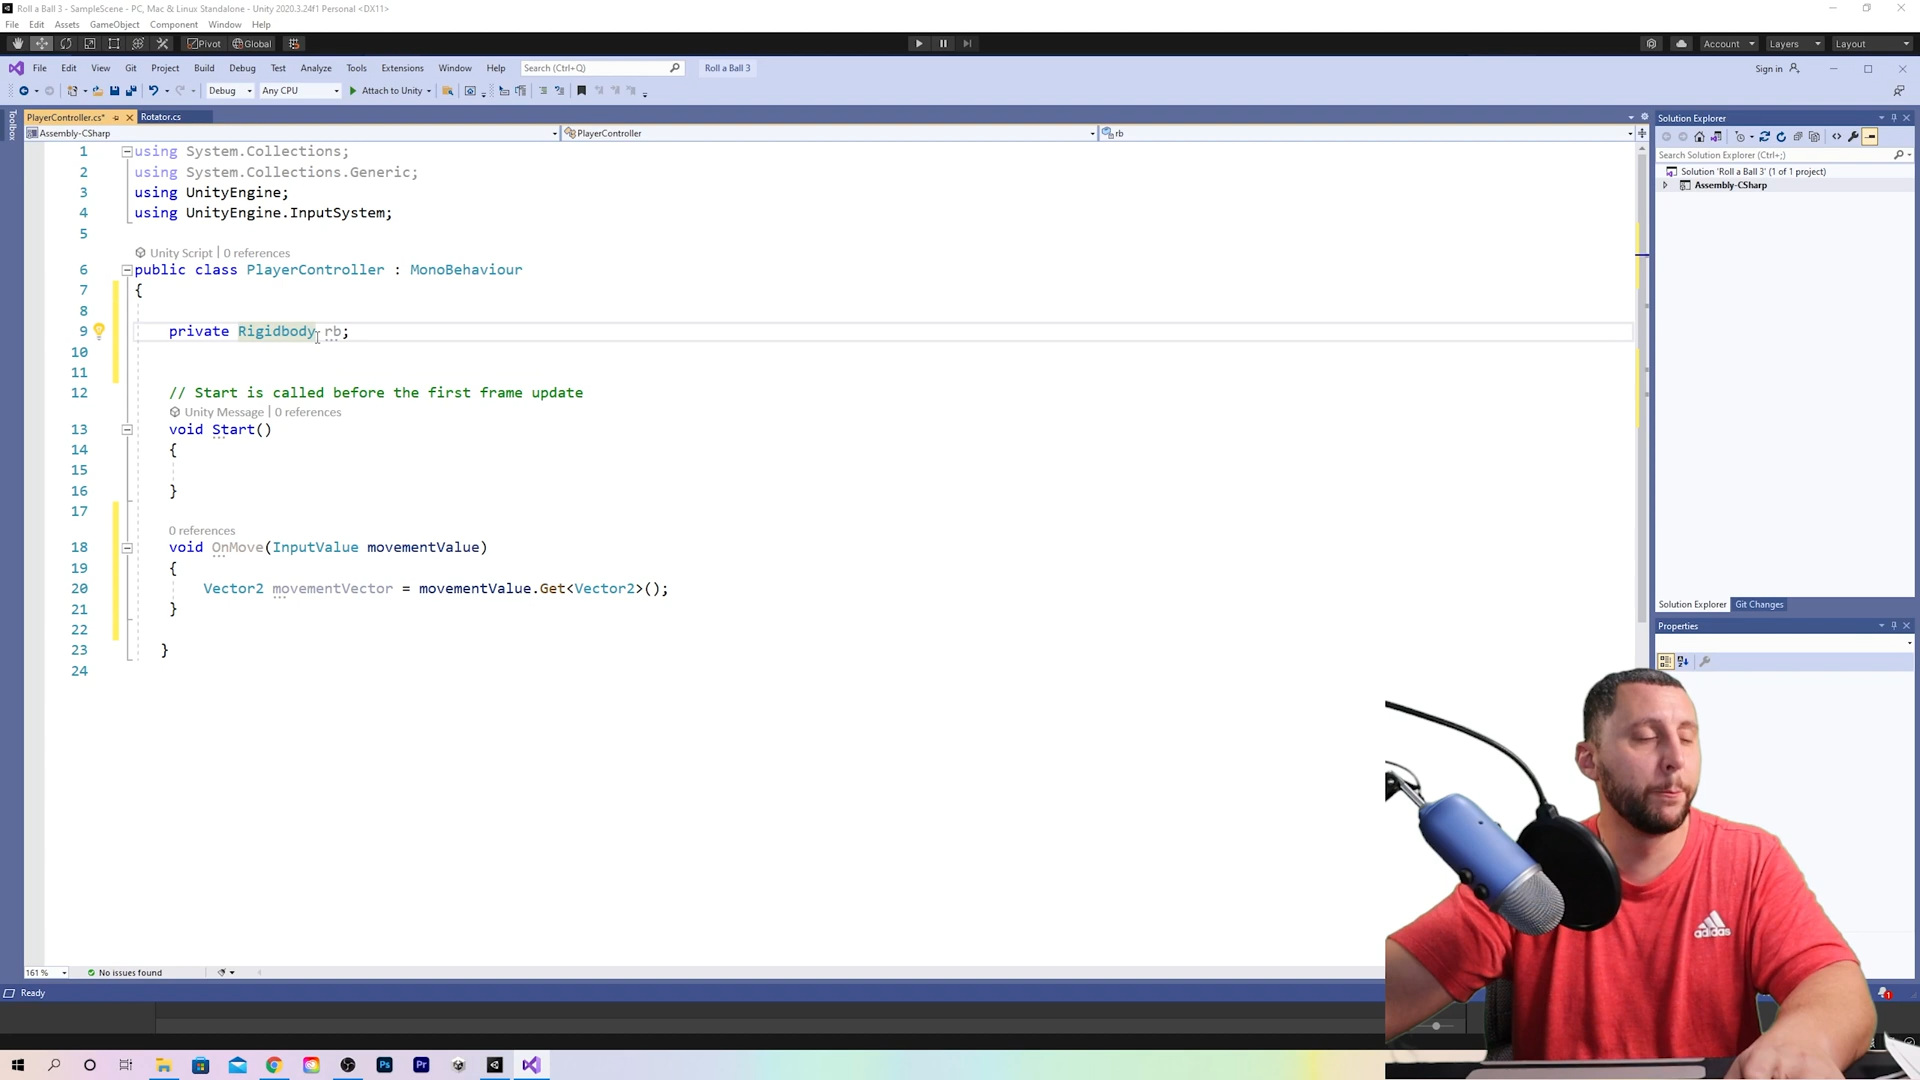 Roll a Ball 3 - SampleScene - PC, Mac & Linux Standalone - Unity 2020.3.24f1 Personal <DX11>
File Edit Assets GameObject Component Window Help
Pivot Global Account Layers Layout
File Edit View Git Project Build Debug Test Analyze Tools Extensions Window Help Search (Ctrl+Q) Roll a Ball 3 Sign in
Debug Any CPU Attach to Unity
Toolbox
PlayerController.cs* Rotator.cs
Assembly-CSharp PlayerController rb
1 using System.Collections;
2 using System.Collections.Generic;
3 using UnityEngine;
4 using UnityEngine.InputSystem;
5
Unity Script | 0 references
6 public class PlayerController : MonoBehaviour
7 {
8
9 private Rigidbody rb;
10
11
12 // Start is called before the first frame update
Unity Message | 0 references
13 void Start()
14 {
15
16 }
17
0 references
18 void OnMove(InputValue movementValue)
19 {
20 Vector2 movementVector = movementValue.Get<Vector2>();
21 }
22
23 }
24
161 % No issues found
Ready
Solution Explorer
Search Solution Explorer (Ctrl+;)
Solution 'Roll a Ball 3' (1 of 1 project)
Assembly-CSharp
Solution Explorer Git Changes
Properties
adidas
1
Ps Pr